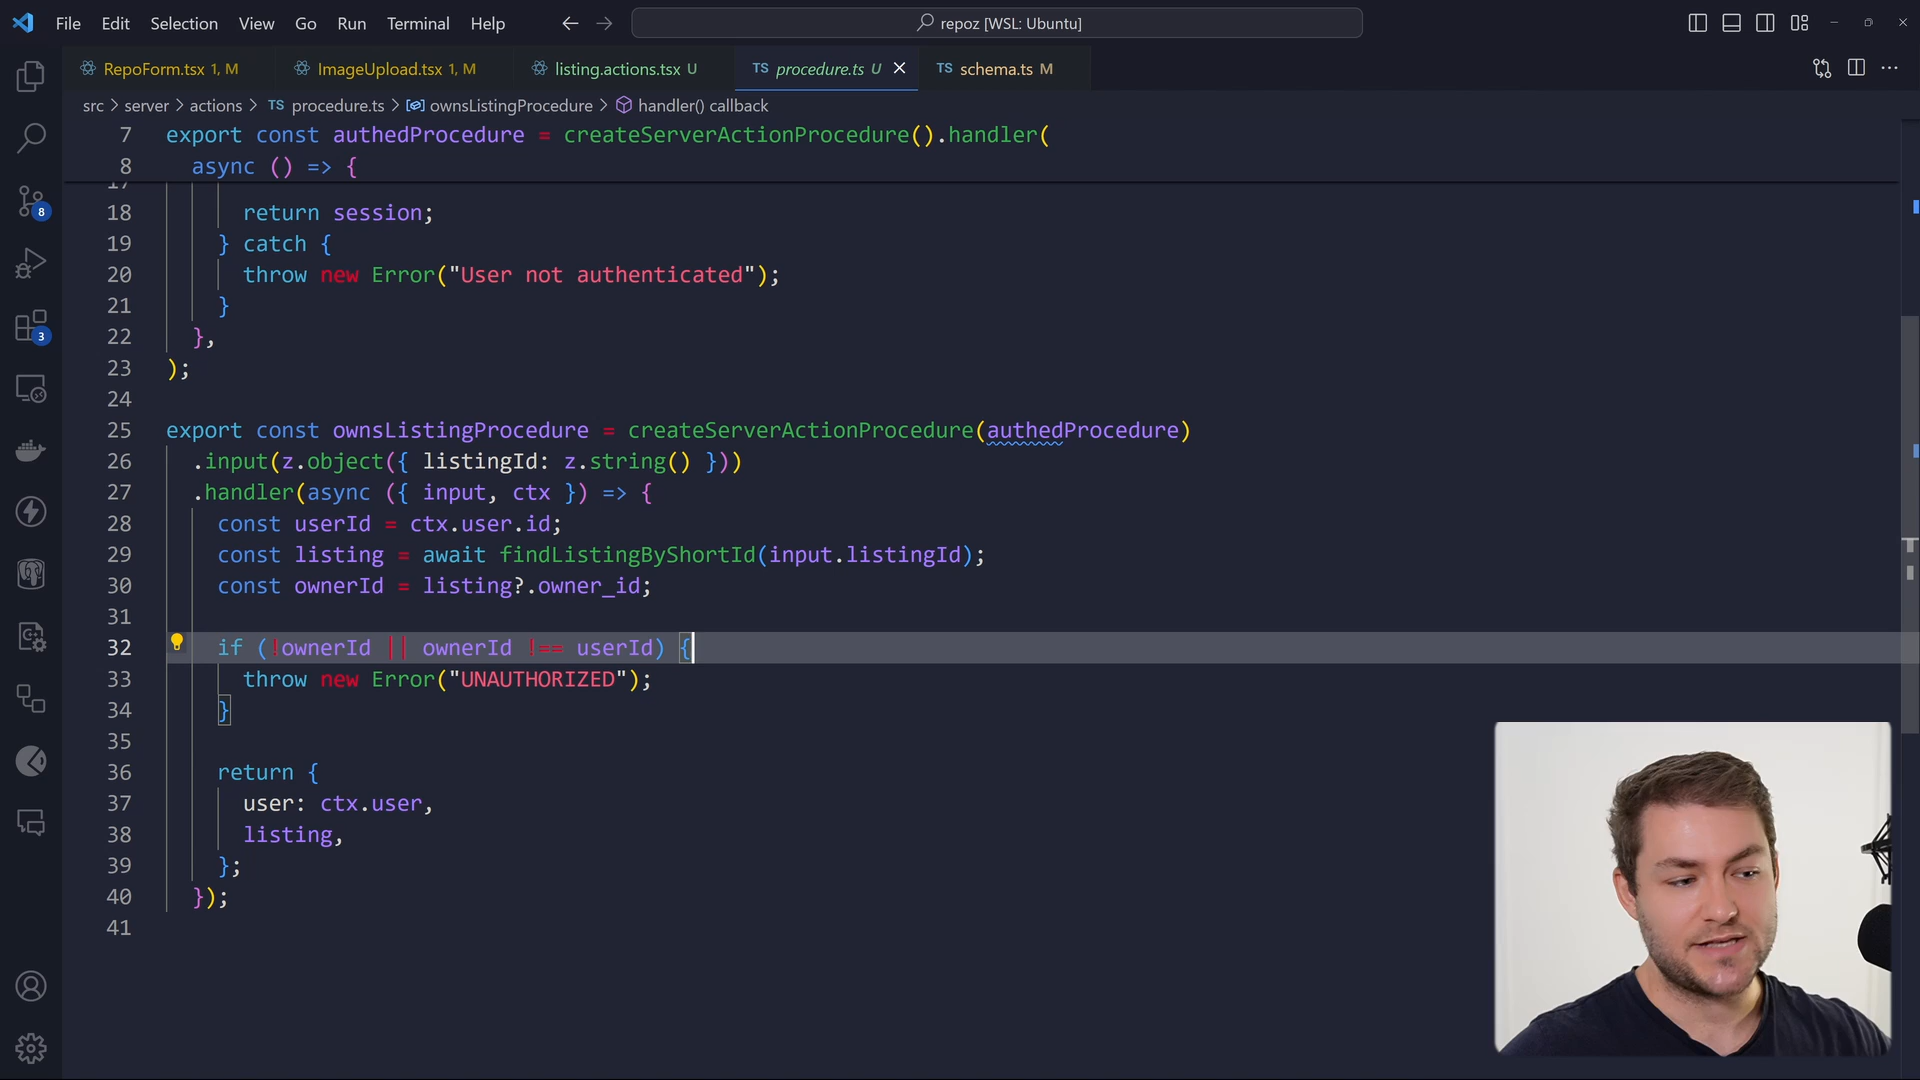 File Edit Selection View Go Run Terminal Help
repoz [WSL: Ubuntu]
RepoForm.tsx 1, M
ImageUpload.tsx 1, M
listing.actions.tsx U
TS procedure.ts U
TS schema.ts M
src > server > actions > TS procedure.ts > ownsListingProcedure > handler() callback
7 export const authedProcedure = createServerActionProcedure().handler(
8 async () => {
17
18 return session;
19 } catch {
20 throw new Error("User not authenticated");
21 }
22 },
23 );
24
25 export const ownsListingProcedure = createServerActionProcedure(authedProcedure)
26 .input(z.object({ listingId: z.string() }))
27 .handler(async ({ input, ctx }) => {
28 const userId = ctx.user.id;
29 const listing = await findListingByShortId(input.listingId);
30 const ownerId = listing?.owner_id;
31
32 if (!ownerId || ownerId !== userId) {
33 throw new Error("UNAUTHORIZED");
34 }
35
36 return {
37 user: ctx.user,
38 listing,
39 };
40 });
41
8
3